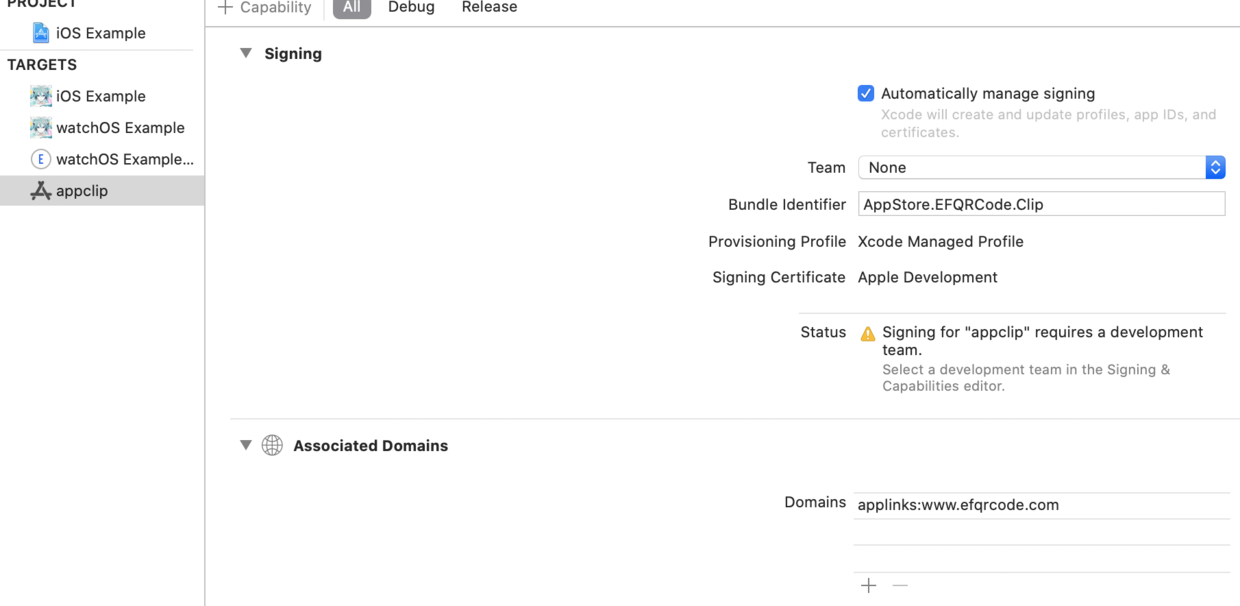 PROJECT
iOS Example
TARGETS
iOS Example
watchOS Example
E watchOS Example...
appclip
+ Capability All Debug Release
Signing
Automatically manage signing
Xcode will create and update profiles, app IDs, and
certificates.
Team None
Bundle Identifier AppStore.EFQRCode.Clip
Provisioning Profile Xcode Managed Profile
Signing Certificate Apple Development
Status Signing for "appclip" requires a development
team.
Select a development team in the Signing &
Capabilities editor.
Associated Domains
Domains applinks:www.efqrcode.com